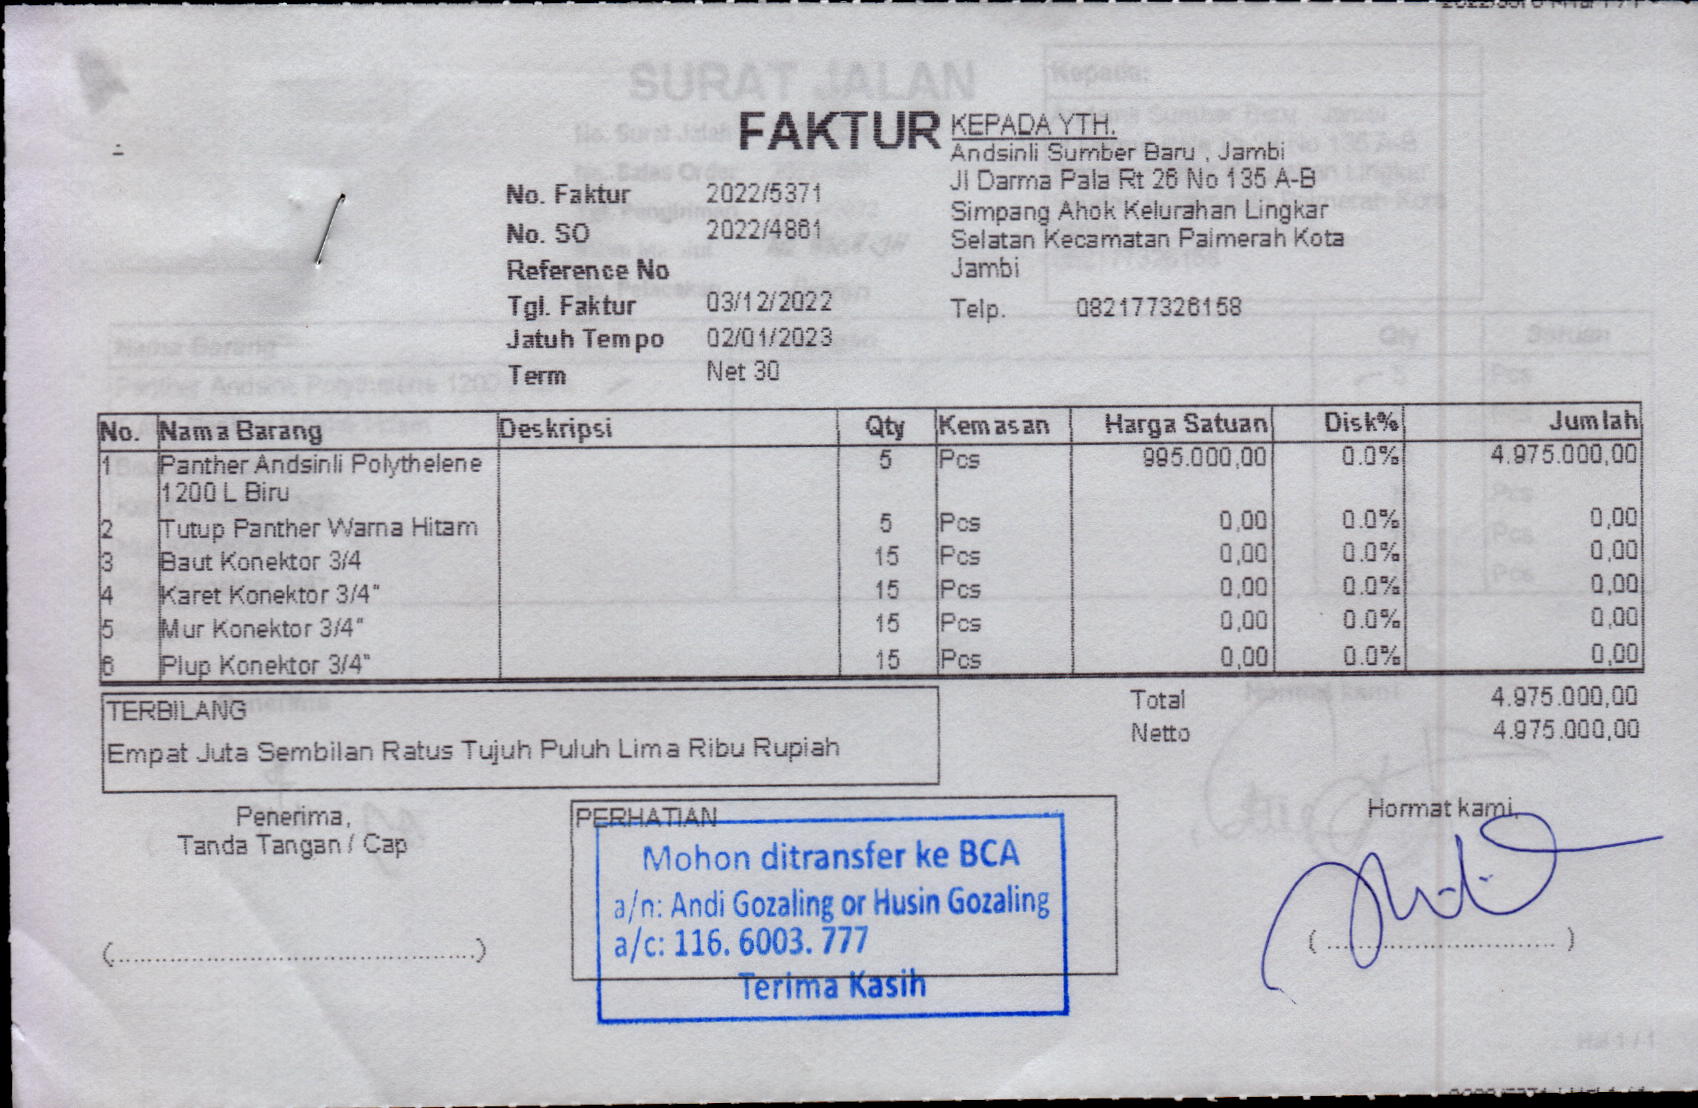 FAKTUR
KEPADA YTH.
Andsinli Sumber Baru , Jambi
Jl Darma Pala Rt 26 No 135 A-B
Simpang Ahok Kelurahan Lingkar
Selatan Kecamatan Paimerah Kota
Jambi
Telp. 082177326158
No. Faktur 2022/5371
No. SO 2022/4861
Reference No
Tgl. Faktur 03/12/2022
Jatuh Tempo 02/01/2023
Term Net 30
No. Nama Barang Deskripsi Qty Kemasan Harga Satuan Disk% Jumlah
1 Panther Andsinli Polythelene 5 Pcs 995.000,00 0.0% 4.975.000,00
1200 L Biru
2 Tutup Panther Warna Hitam 5 Pcs 0,00 0.0% 0,00
3 Baut Konektor 3/4 15 Pcs 0,00 0.0% 0,00
4 Karet Konektor 3/4" 15 Pcs 0,00 0.0% 0,00
5 Mur Konektor 3/4" 15 Pcs 0,00 0.0% 0,00
6 Plup Konektor 3/4" 15 Pcs 0,00 0.0% 0,00
Total 4.975.000,00
Netto 4.975.000,00
TERBILANG
Empat Juta Sembilan Ratus Tujuh Puluh Lima Ribu Rupiah
Penerima,
Tanda Tangan / Cap
PERHATIAN
Mohon ditransfer ke BCA
a/n: Andi Gozaling or Husin Gozaling
a/c: 116. 6003. 777
Terima Kasih
Hormat kami,
SURAT JALAN
Kepada:
Hal 1 / 1